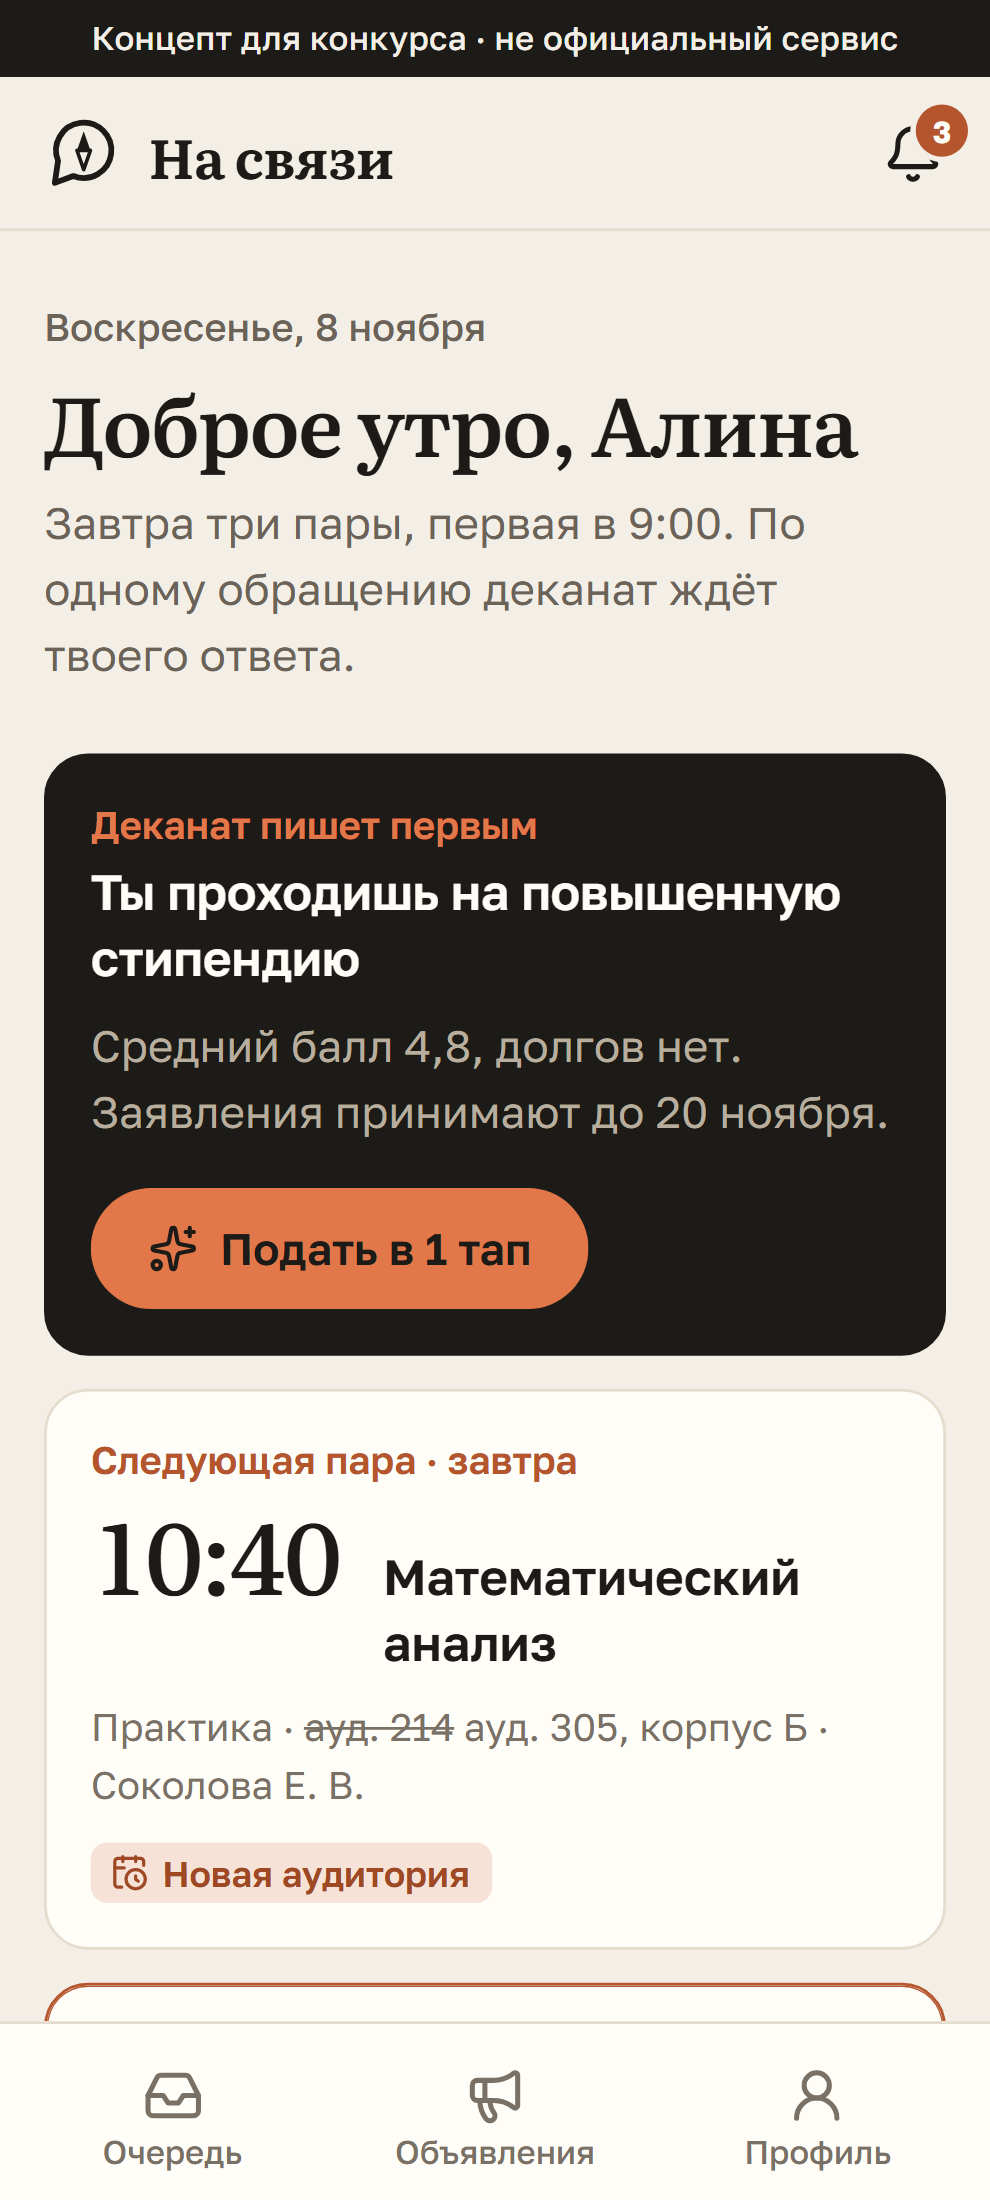 Концепт для конкурса · не официальный сервис
На связи
3
Воскресенье, 8 ноября
Доброе утро, Алина
Завтра три пары, первая в 9:00. По
одному обращению деканат ждёт
твоего ответа.
Деканат пишет первым
Ты проходишь на повышенную
стипендию
Средний балл 4,8, долгов нет.
Заявления принимают до 20 ноября.
Подать в 1 тап
Следующая пара · завтра
10:40 Математический
анализ
Практика · ауд. 214 ауд. 305, корпус Б ·
Соколова Е. В.
Новая аудитория
Очередь Объявления Профиль